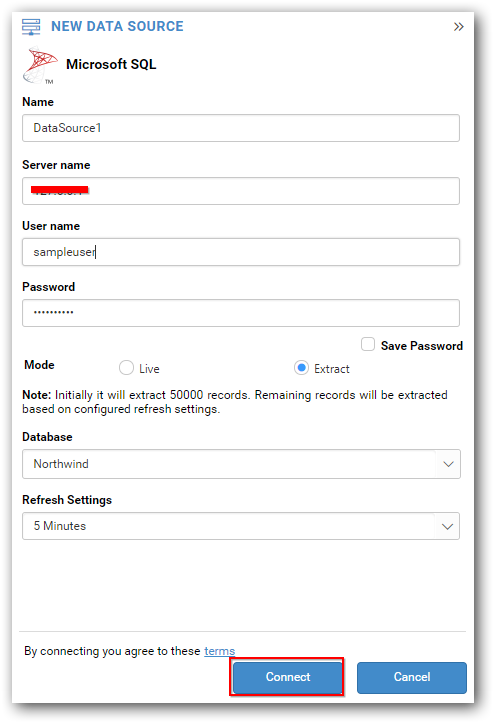 NEW DATA SOURCE »
Microsoft SQL
TM
Name
DataSource1
Server name
User name
sampleuser
Password
••••••••••
Save Password
Mode Live Extract
Note: Initially it will extract 50000 records. Remaining records will be extracted
based on configured refresh settings.
Database
Northwind
Refresh Settings
5 Minutes
By connecting you agree to these terms
Connect Cancel